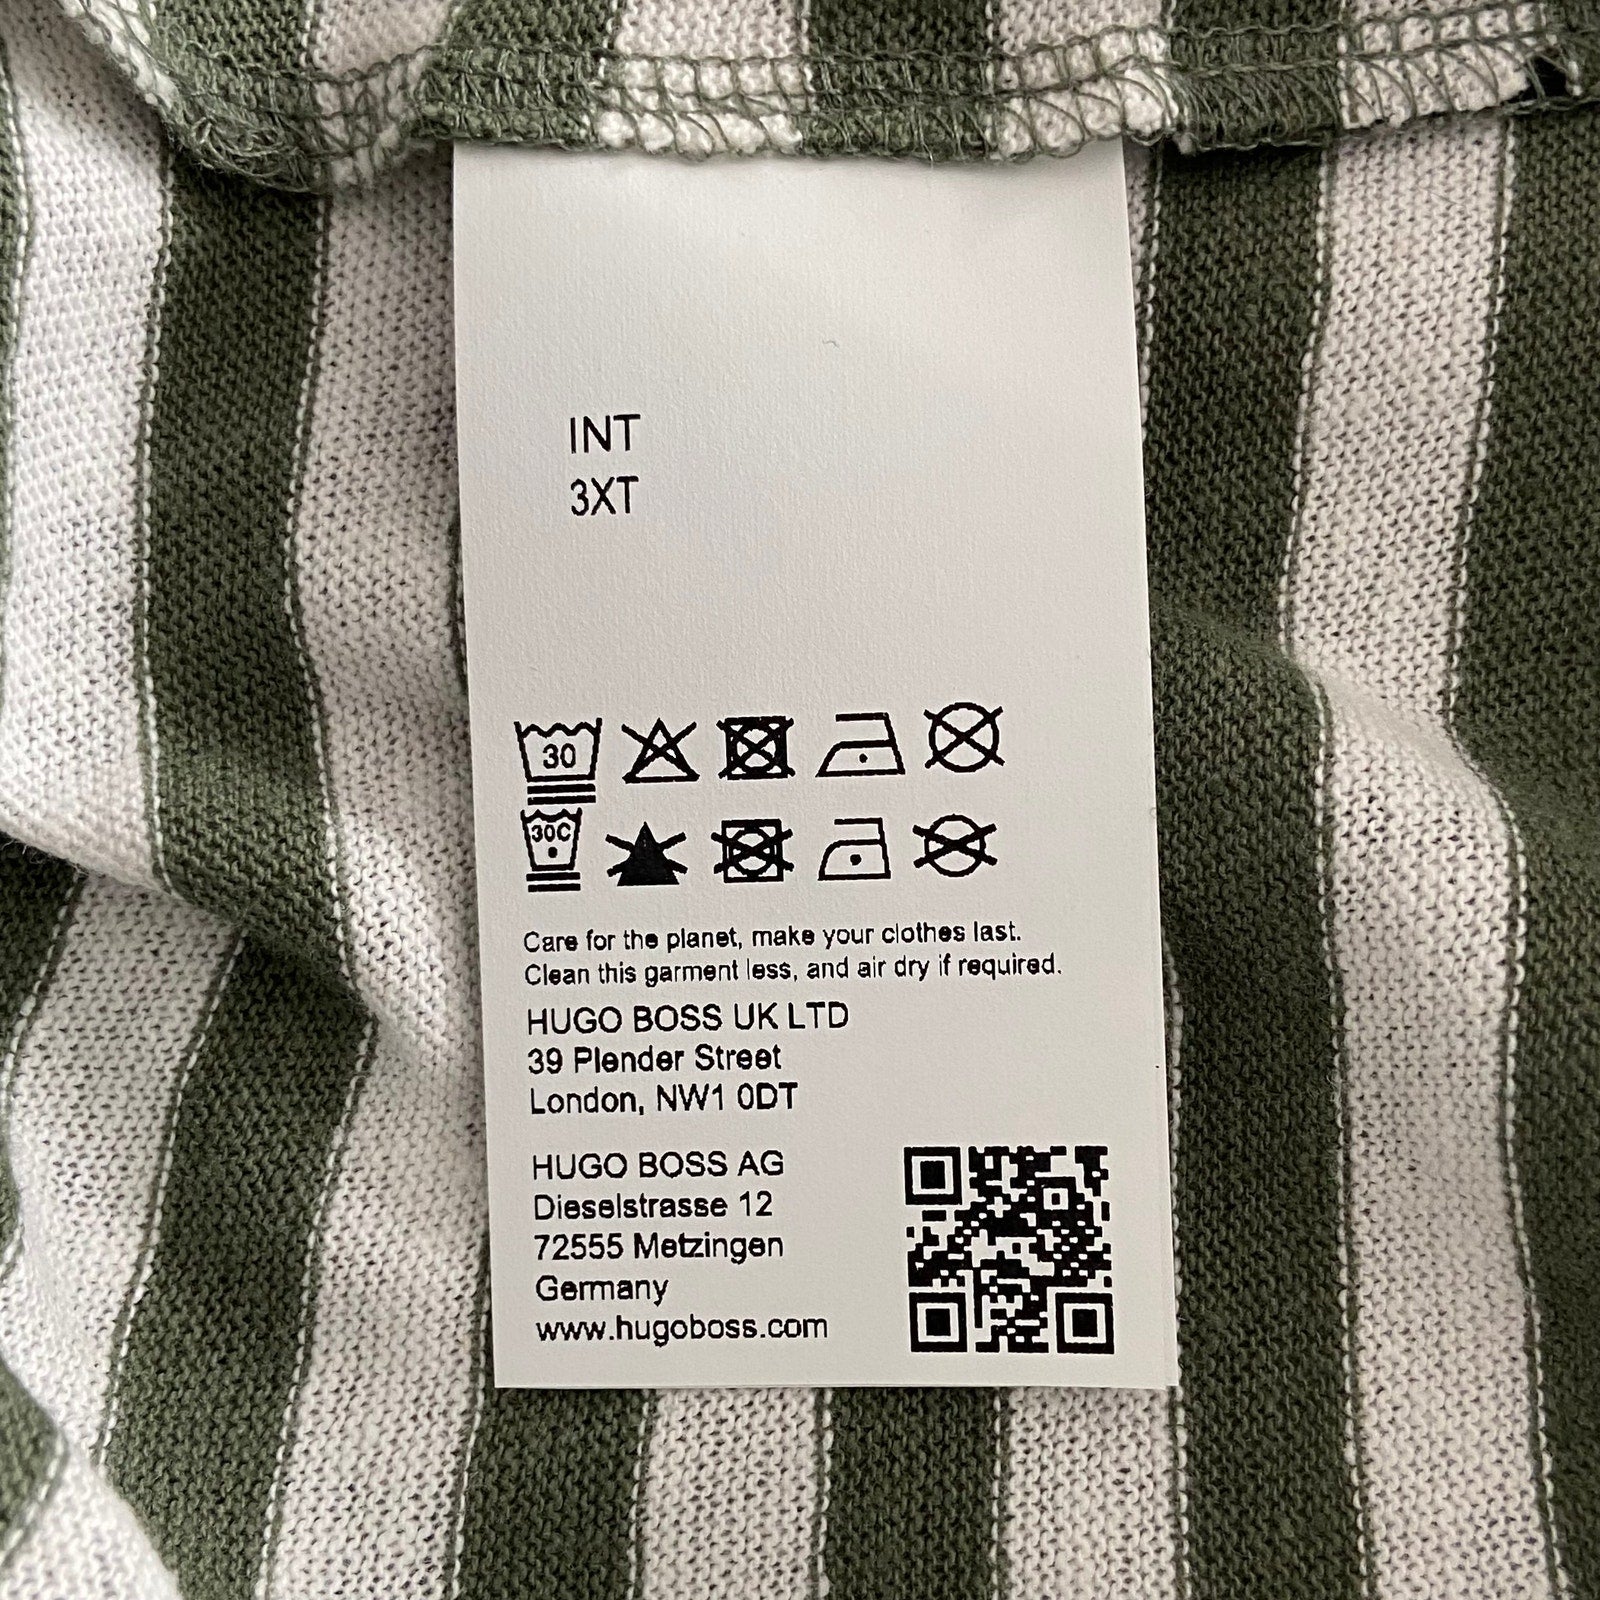 INT
3XT
30
30C
Care for the planet, make your clothes last.
Clean this garment less, and air dry if required.
HUGO BOSS UK LTD
39 Plender Street
London, NW1 0DT
HUGO BOSS AG
Dieselstrasse 12
72555 Metzingen
Germany
www.hugoboss.com